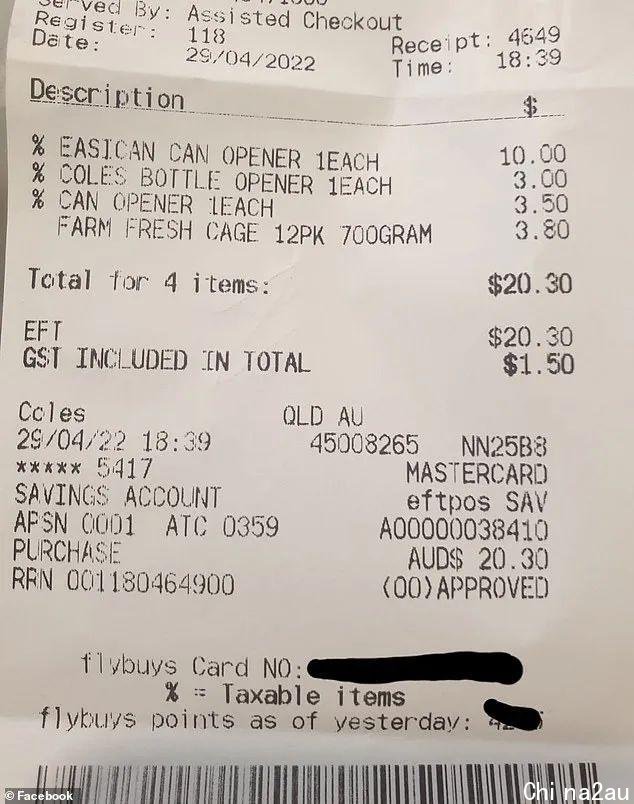 Served By: Assisted Checkout
Register: 118 Receipt: 4649
Date: 29/04/2022 Time: 18:39
Description $
% EASICAN CAN OPENER 1EACH 10.00
% COLES BOTTLE OPENER 1EACH 3.00
% CAN OPENER 1EACH 3.50
FARM FRESH CAGE 12PK 700GRAM 3.80
Total for 4 items: $20.30
EFT $20.30
GST INCLUDED IN TOTAL $1.50
Coles QLD AU
29/04/22 18:39 45008265 NN25B8
***** 5417 MASTERCARD
SAVINGS ACCOUNT eftpos SAV
APSN 0001 ATC 0359 A00000038410
PURCHASE AUD$ 20.30
RRN 001180464900 (00)APPROVED
flybuys Card NO:
% = Taxable items
flybuys points as of yesterday:
© Facebook
Chi na2au